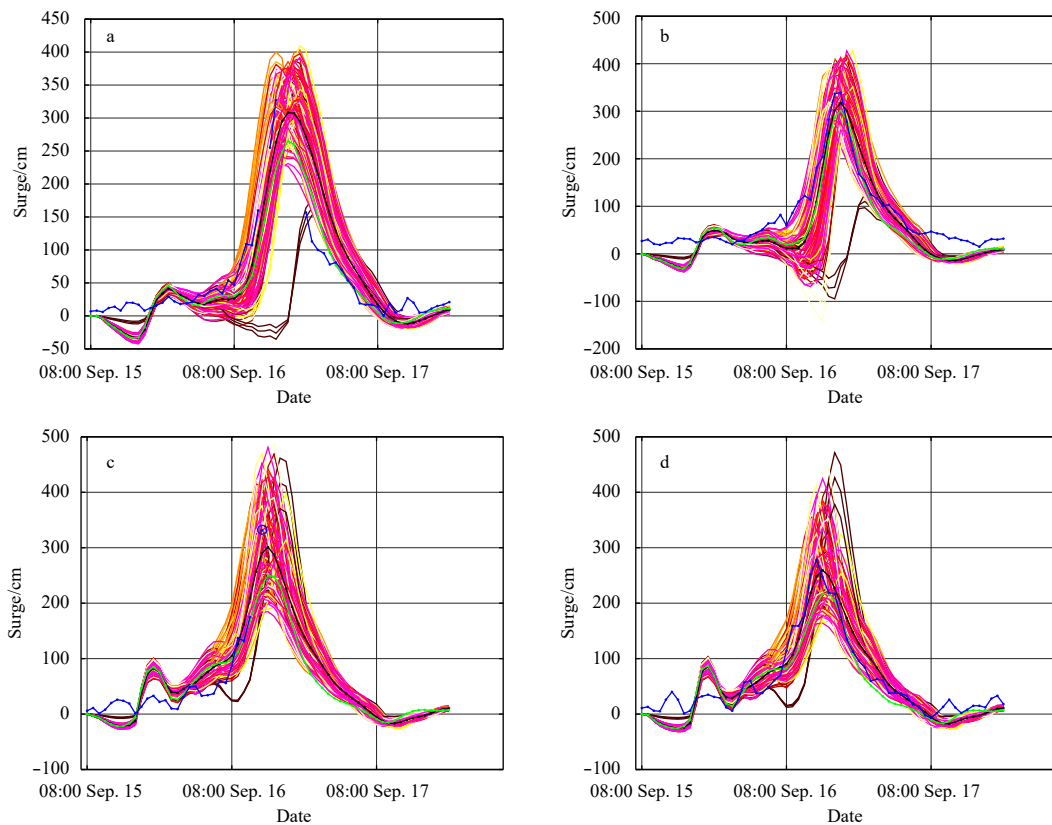 450
a
400
350
300
250
200
150
100
50
0
−50
Surge/cm
08:00 Sep. 15
08:00 Sep. 16
08:00 Sep. 17
Date
500
b
400
300
200
100
0
−100
−200
Surge/cm
08:00 Sep. 15
08:00 Sep. 16
08:00 Sep. 17
Date
500
c
400
300
200
100
0
−100
Surge/cm
08:00 Sep. 15
08:00 Sep. 16
08:00 Sep. 17
Date
500
d
400
300
200
100
0
−100
Surge/cm
08:00 Sep. 15
08:00 Sep. 16
08:00 Sep. 17
Date